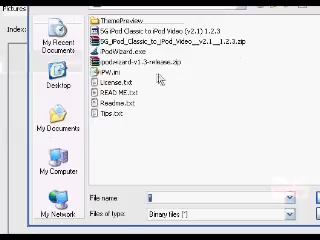 Pictures
Index:
ThemePreview
5G iPod Classic to iPod Video (v2.1) 1.2.3
5G_iPod_Classic_to_iPod_Video__v2.1__1.2.3.zip
iPodWizard.exe
ipodwizard-v1.3-release.zip
iPW.ini
License.txt
READ ME.txt
Readme.txt
Tips.txt
My Recent
Documents
Desktop
My Documents
My Computer
My Network
File name
Files of type:
Binary files (*)